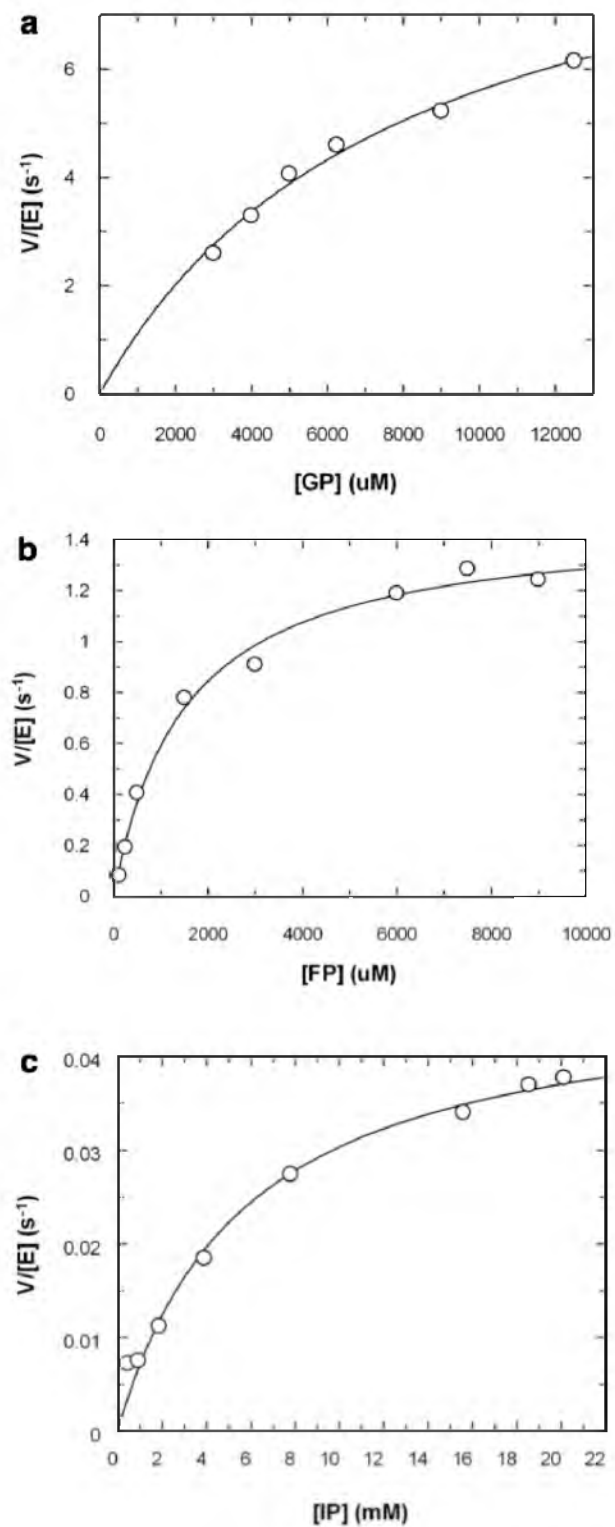 a
6
4
2
0
V/[E] (s⁻¹)
0 2000 4000 6000 8000 10000 12000
[GP] (uM)
b
1.4
1.2
1
0.8
0.6
0.4
0.2
0
V/[E] (s⁻¹)
0 2000 4000 6000 8000 10000
[FP] (uM)
c
0.04
0.03
0.02
0.01
0
V/[E] (s⁻¹)
0 2 4 6 8 10 12 14 16 18 20 22
[IP] (mM)